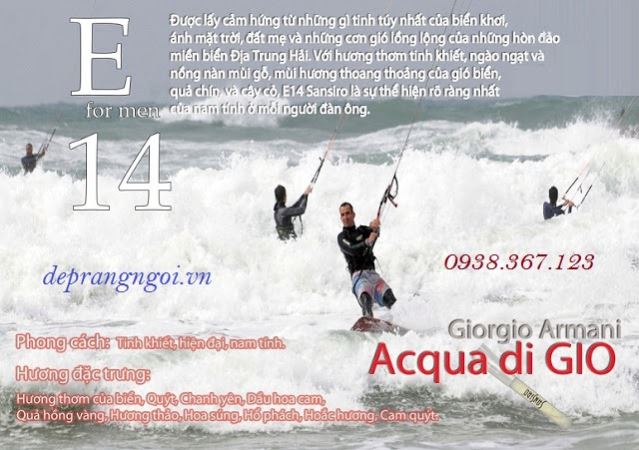 E
for men
14
Được lấy cảm hứng từ những gì tinh túy nhất của biển khơi,
ánh mặt trời, đất mẹ và những cơn gió lồng lộng của những hòn đảo
miền biển Địa Trung Hải. Với hương thơm tinh khiết, ngào ngạt và
nồng nàn mùi gỗ, mùi hương thoang thoảng của gió biển,
quả chín, và cây cỏ, E14 Sansiro là sự thể hiện rõ ràng nhất
của nam tính ở mỗi người đàn ông.
deprangngoi.vn
0938.367.123
Giorgio Armani
Acqua di GIO
Phong cách: Tinh khiết, hiện đại, nam tính.
Hương đặc trưng:
Hương thơm của biển, Quýt, Chanh yên, Dầu hoa cam,
Quả hồng vàng, Hương thảo, Hoa súng, Hổ phách, Hoắc hương, Cam quýt.